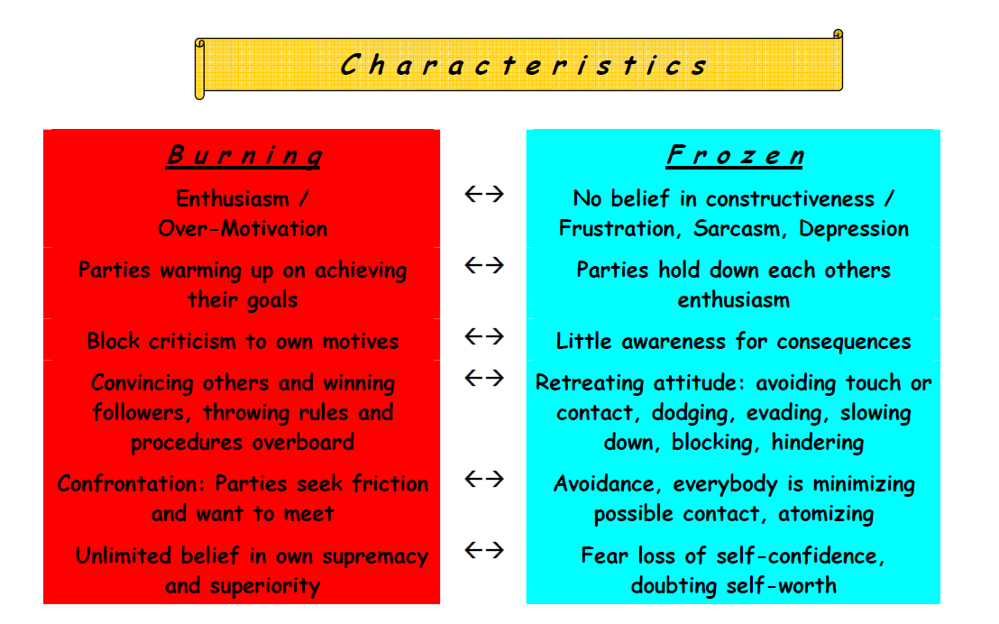 Characteristics
Burning
Frozen
Enthusiasm /
Over-Motivation
←→
No belief in constructiveness /
Frustration, Sarcasm, Depression
Parties warming up on achieving
their goals
←→
Parties hold down each others
enthusiasm
Block criticism to own motives
←→
Little awareness for consequences
Convincing others and winning
followers, throwing rules and
procedures overboard
←→
Retreating attitude: avoiding touch or
contact, dodging, evading, slowing
down, blocking, hindering
Confrontation: Parties seek friction
and want to meet
←→
Avoidance, everybody is minimizing
possible contact, atomizing
Unlimited belief in own supremacy
and superiority
←→
Fear loss of self-confidence,
doubting self-worth